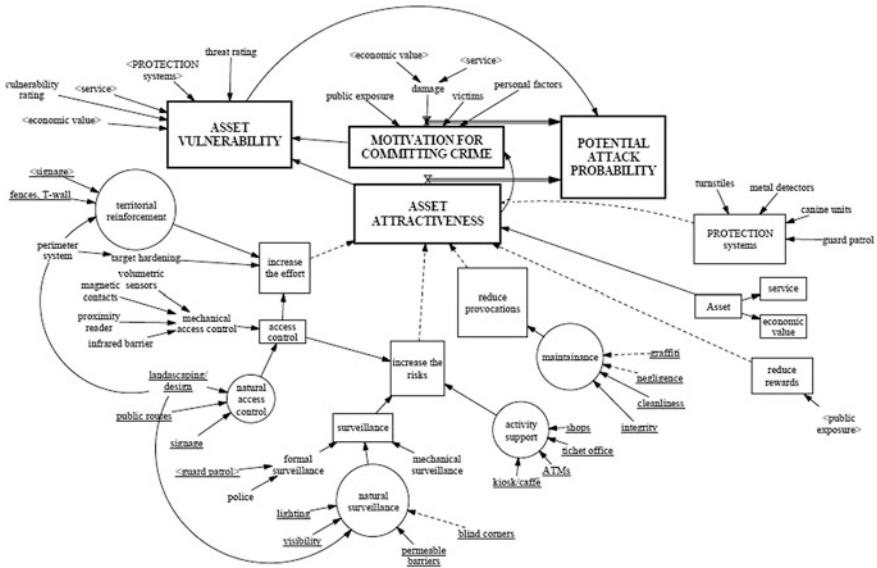 threat rating
<PROTECTION
systems>
<economic value>
<service>
vulnerability
rating
<service>
damage
victims
personal factors
public exposure
<economic value>
ASSET
VULNERABILITY
MOTIVATION FOR
COMMITTING CRIME
POTENTIAL
ATTACK
PROBABILITY
<signage>
fences, T-wall
territorial
reinforcement
ASSET
ATTRACTIVENESS
turnstiles
metal detectors
canine units
PROTECTION
systems
guard patrol
perimeter
system
target hardening
increase
the effort
volumetric
sensors
magnetic
contacts
proximity
reader
infrared barrier
mechanical
access control
access
control
reduce
provocations
Asset
service
economic
value
increase the
risks
maintainance
graffiti
negligence
cleanliness
integrity
reduce
rewards
<public
exposure>
landascaping/
design
public routes
signage
natural
access
control
surveillance
activity
support
shops
tichet office
ATMs
kiosk/caffè
formal
surveillance
<guard patrol>
police
mechanical
surveillance
natural
surveillance
lighting
visibility
blind corners
permeable
barriers